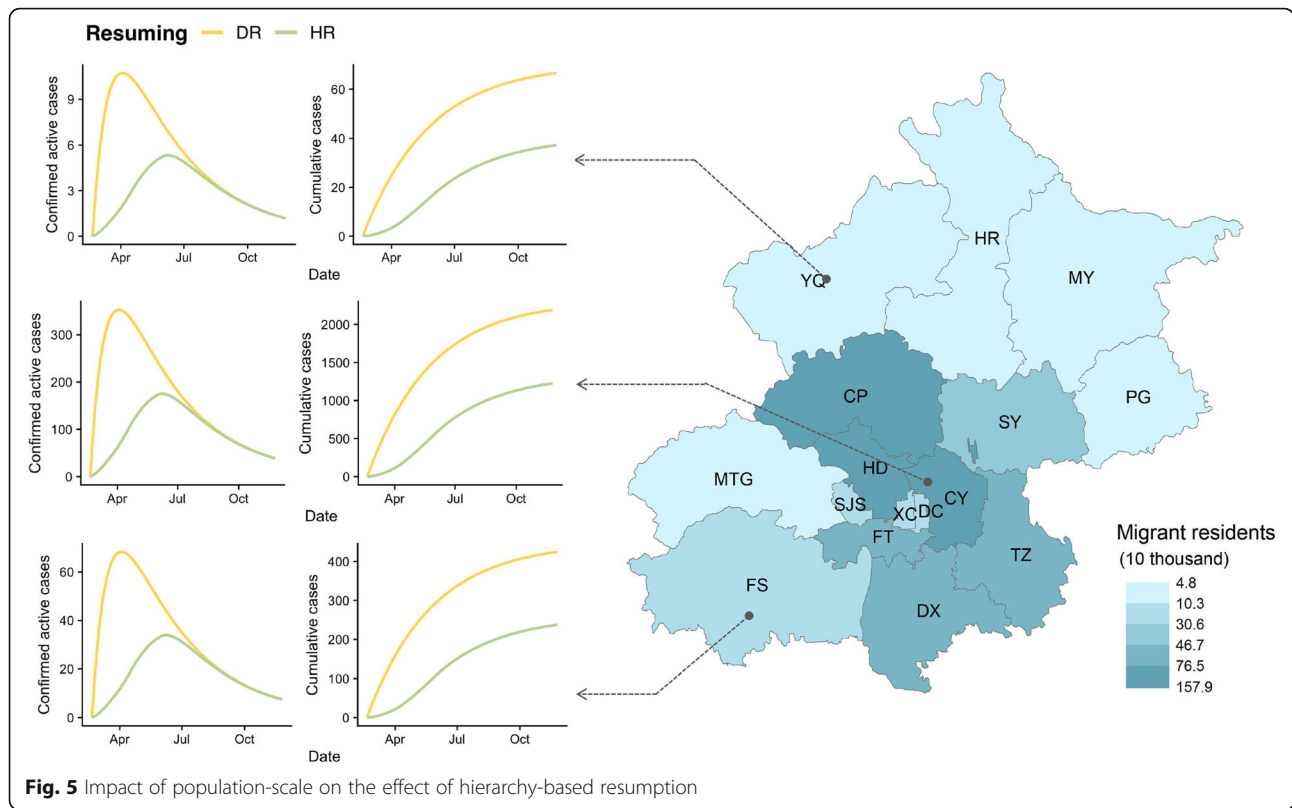 Resuming DR HR
Confirmed active cases
9
6
3
0
Apr Jul Oct
Cumulative cases
60
40
20
0
Apr Jul Oct
Date
Confirmed active cases
300
200
100
0
Apr Jul Oct
Cumulative cases
2000
1500
1000
500
0
Apr Jul Oct
Date
Confirmed active cases
60
40
20
0
Apr Jul Oct
Cumulative cases
400
300
200
100
0
Apr Jul Oct
Date
HR
YQ
MY
CP
PG
SY
HD
MTG
CY
SJS
XC
DC
FT
TZ
FS
DX
Migrant residents
(10 thousand)
4.8
10.3
30.6
46.7
76.5
157.9
Fig. 5 Impact of population-scale on the effect of hierarchy-based resumption